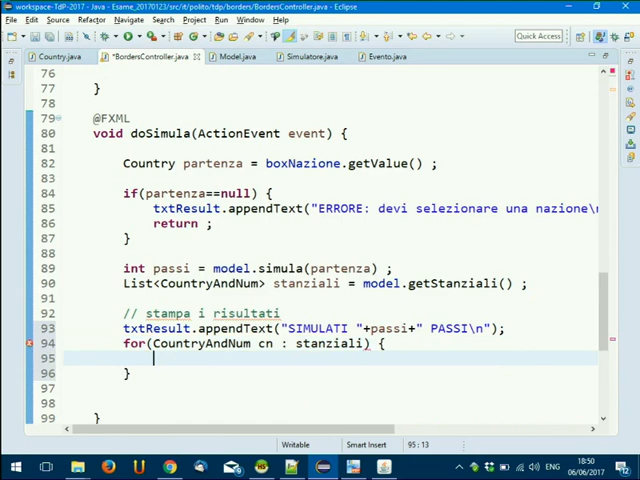 workspace-TdP-2017 - Java - Esame_20170123/src/it/polito/tdp/borders/BordersController.java - Eclipse
File Edit Source Refactor Navigate Search Project Run Window Help
Quick Access
Country.java *BordersController.java Model.java Simulatore.java Evento.java
76
77 }
78
79 @FXML
80 void doSimula(ActionEvent event) {
81
82 Country partenza = boxNazione.getValue() ;
83
84 if(partenza==null) {
85 txtResult.appendText("ERRORE: devi selezionare una nazione\n
86 return ;
87 }
88
89 int passi = model.simula(partenza) ;
90 List<CountryAndNum> stanziali = model.getStanziali() ;
91
92 // stampa i risultati
93 txtResult.appendText("SIMULATI "+passi+" PASSI\n");
94 for(CountryAndNum cn : stanziali) {
95
96 }
97
98
99 }
Writable Smart Insert 95 : 13
ENG 18:50
06/06/2017